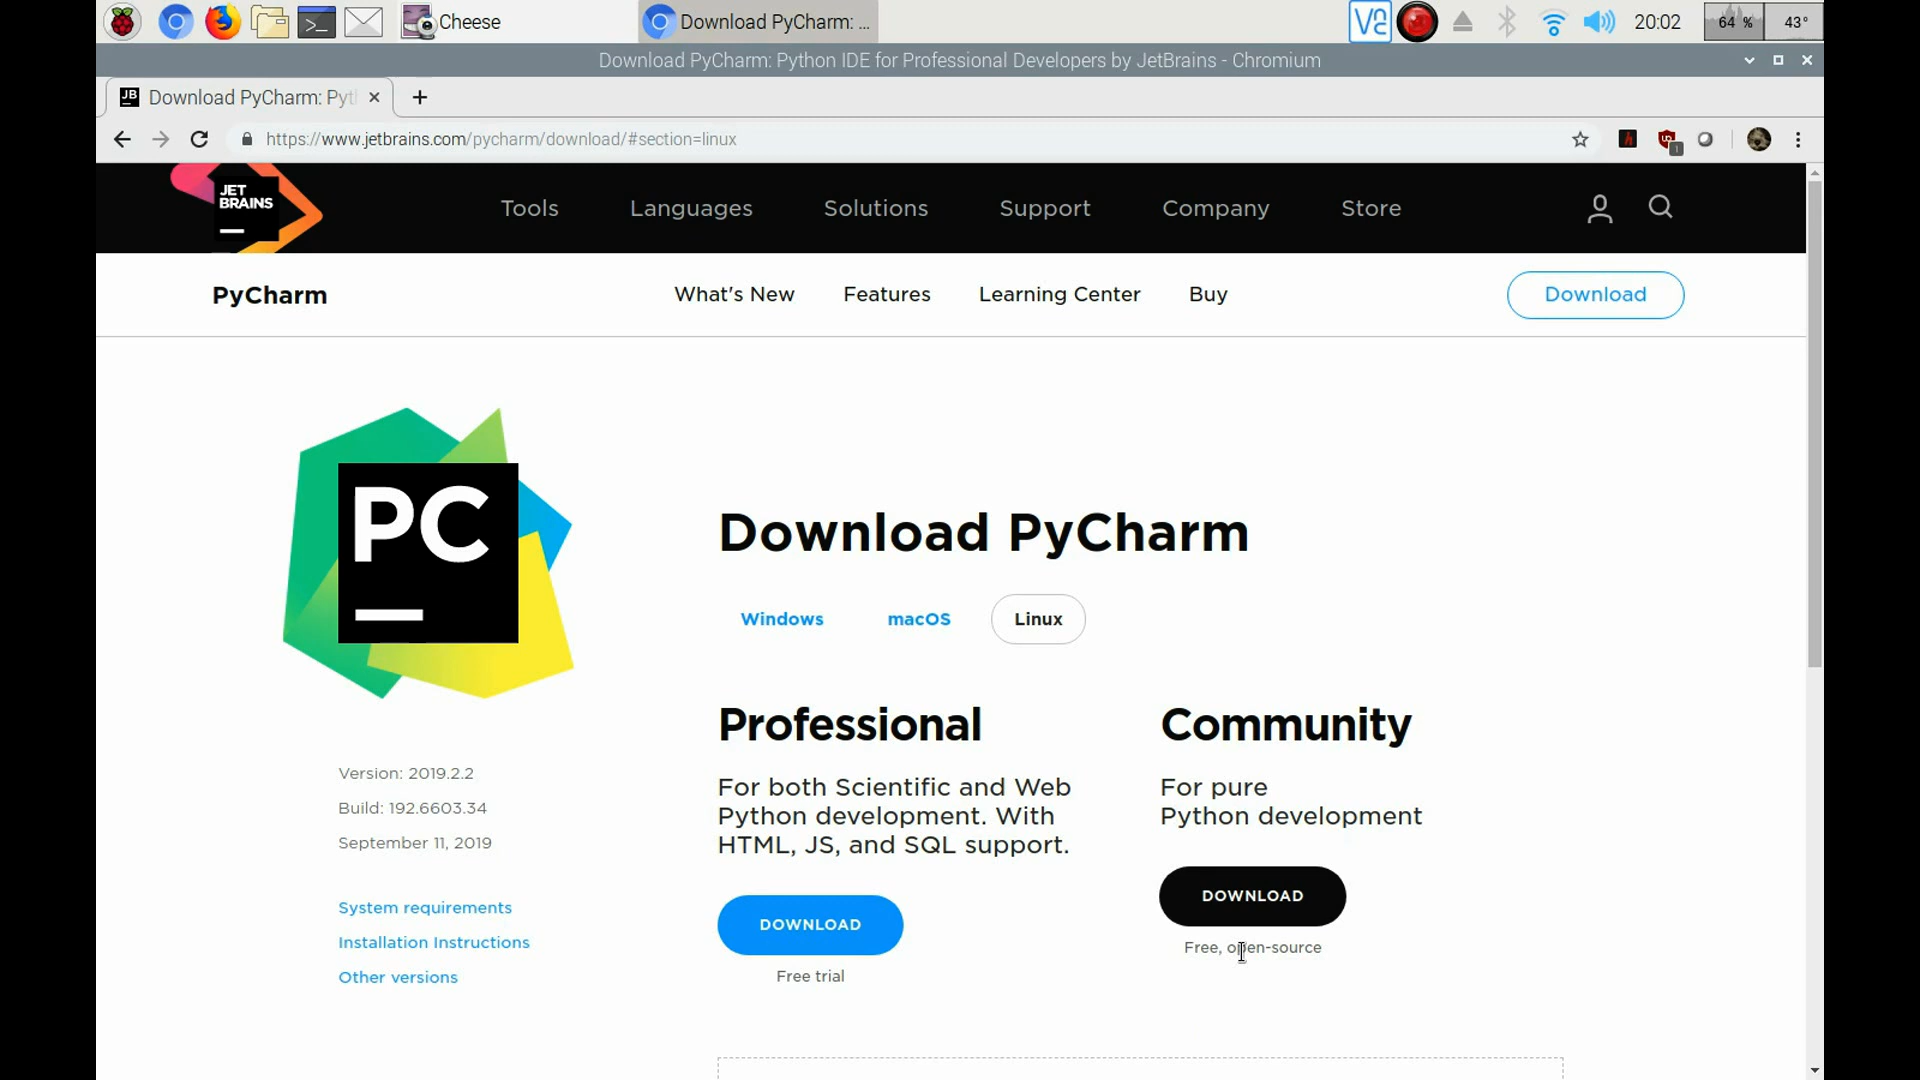 Cheese
Download PyCharm: ...
20:02
64 %
43°
Download PyCharm: Python IDE for Professional Developers by JetBrains - Chromium
JB
Download PyCharm: Pyt
https://www.jetbrains.com/pycharm/download/#section=linux
1
JET
BRAINS
Tools
Languages
Solutions
Support
Company
Store
PyCharm
What's New
Features
Learning Center
Buy
Download
PC
Download PyCharm
Windows
macOS
Linux
Professional
For both Scientific and Web
Python development. With
HTML, JS, and SQL support.
DOWNLOAD
Free trial
Community
For pure
Python development
DOWNLOAD
Free, open-source
Version: 2019.2.2
Build: 192.6603.34
September 11, 2019
System requirements
Installation Instructions
Other versions